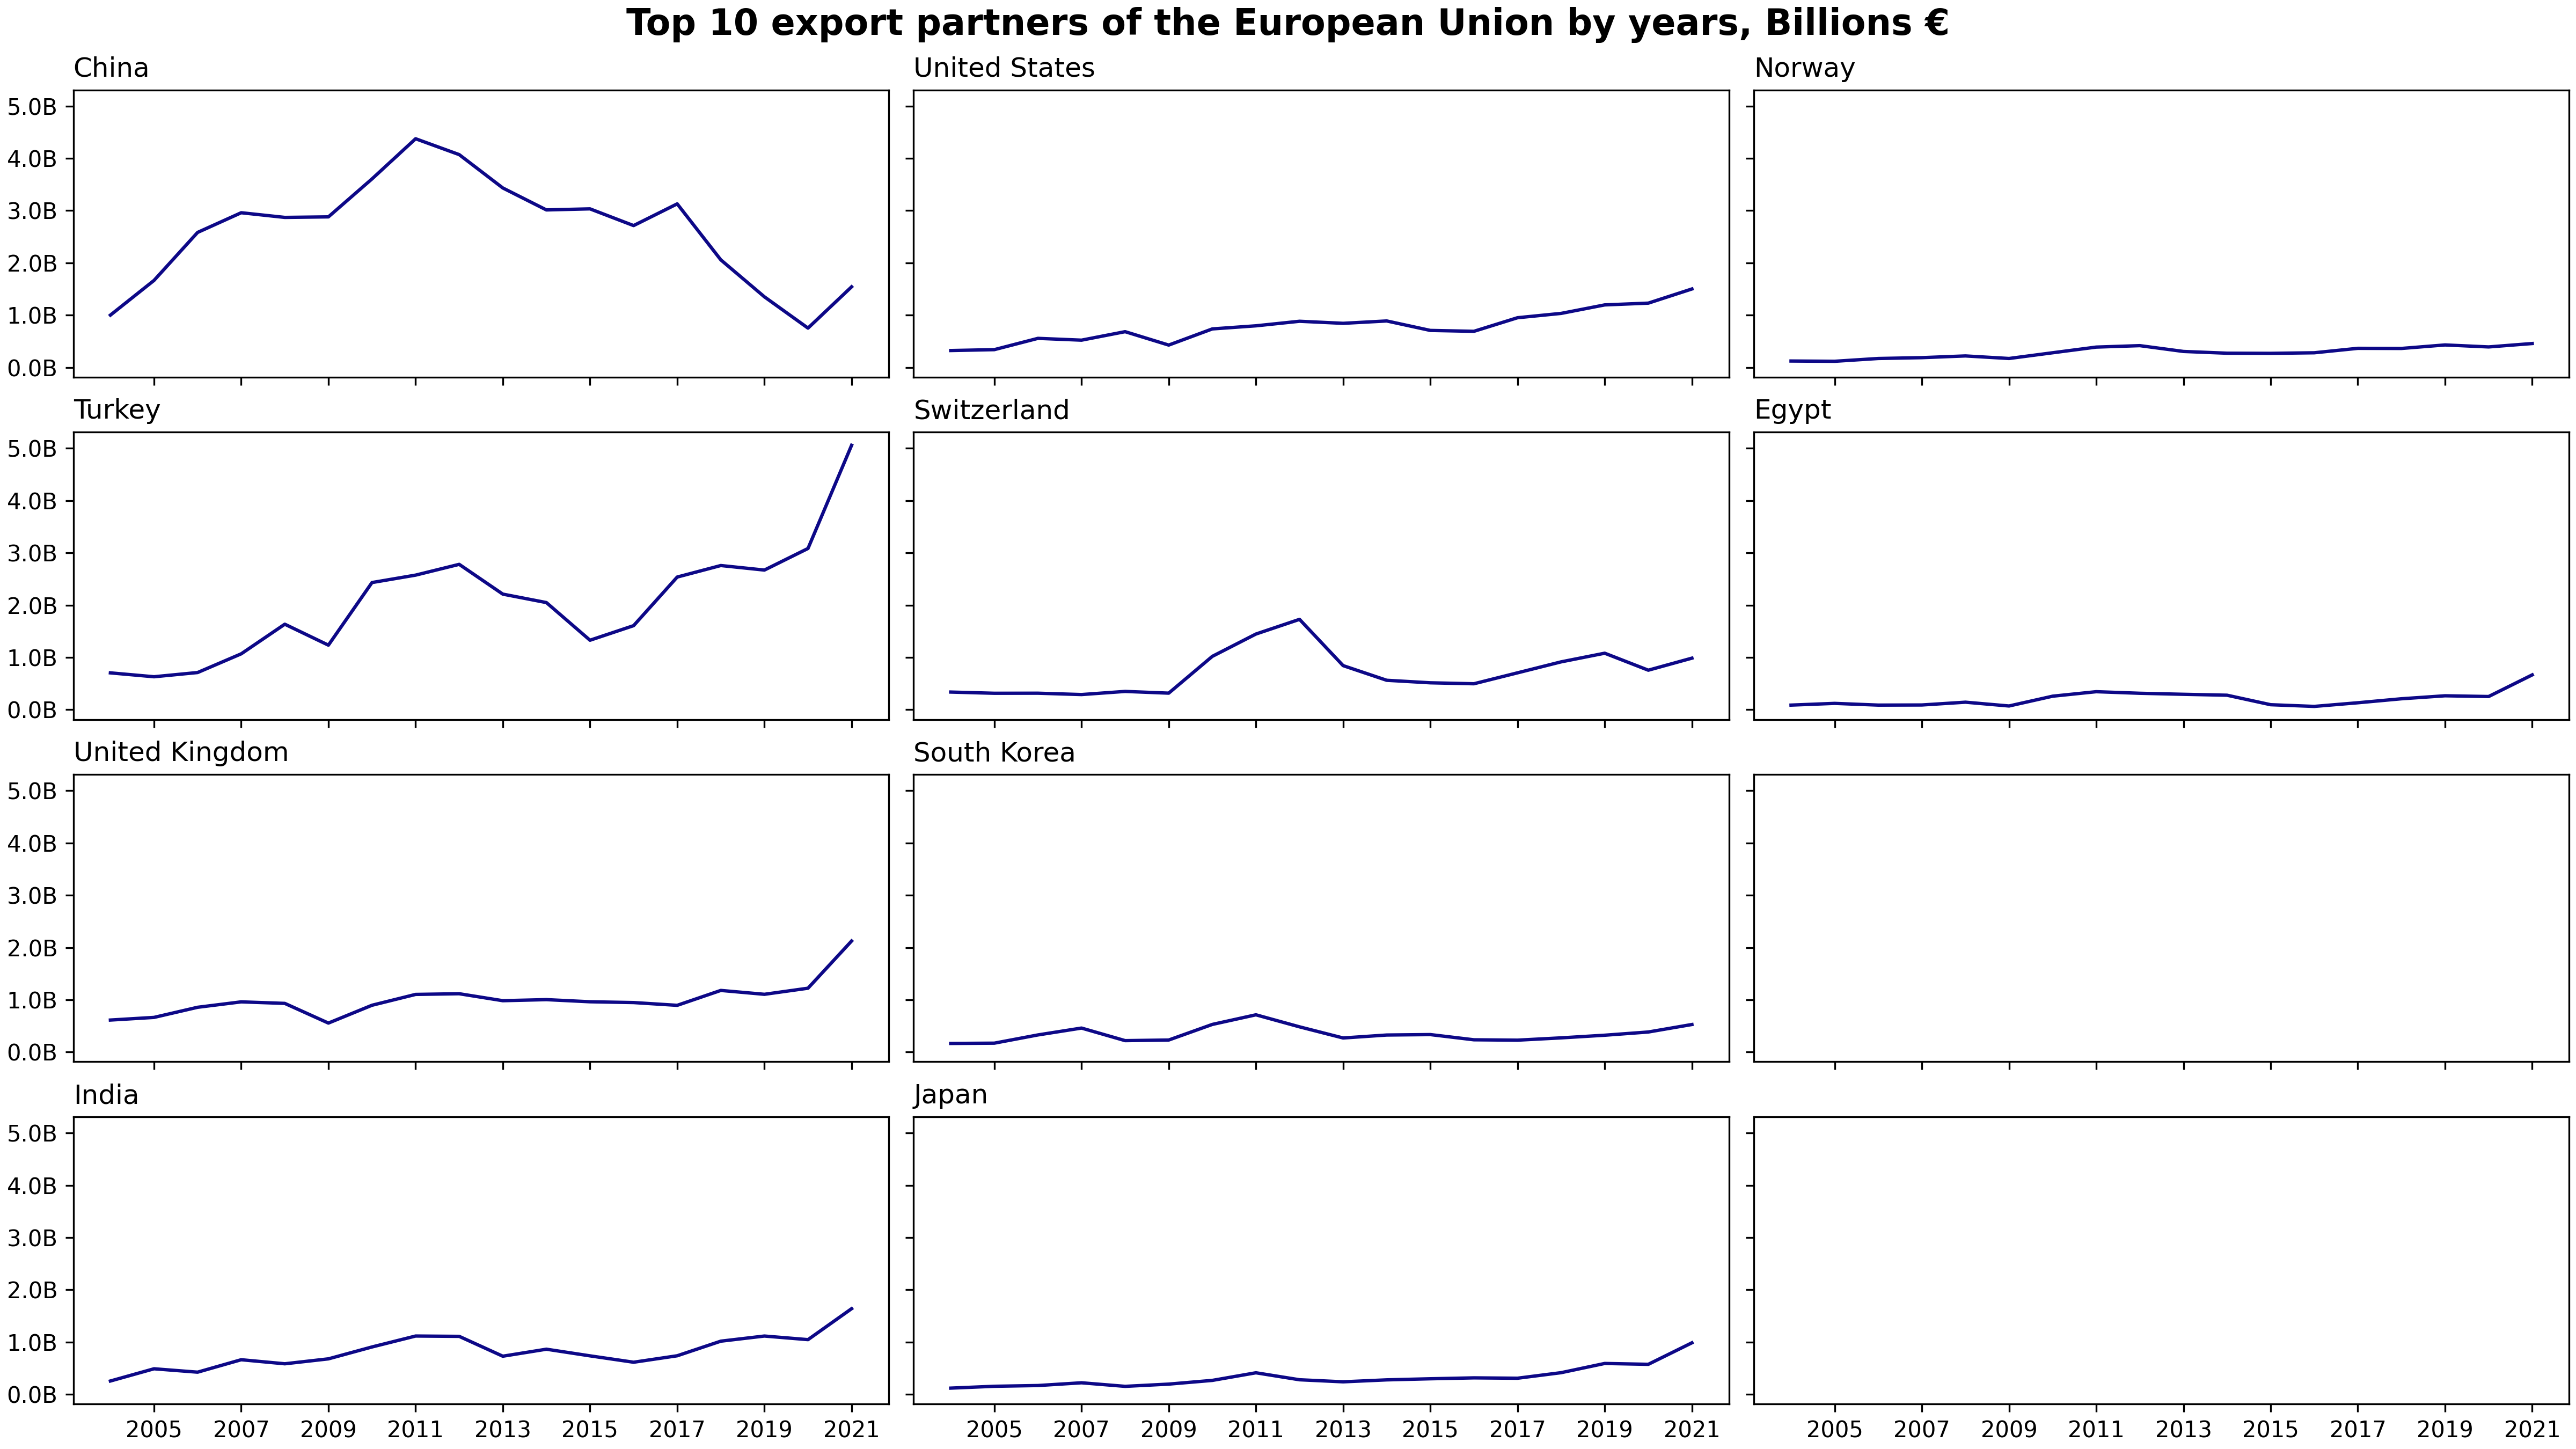 Top 10 export partners of the European Union by years, Billions €
China
United States
Norway
5.0B
4.0B
3.0B
2.0B
1.0B
0.0B
Turkey
Switzerland
Egypt
5.0B
4.0B
3.0B
2.0B
1.0B
0.0B
United Kingdom
South Korea
5.0B
4.0B
3.0B
2.0B
1.0B
0.0B
India
Japan
5.0B
4.0B
3.0B
2.0B
1.0B
0.0B
2005 2007 2009 2011 2013 2015 2017 2019 2021
2005 2007 2009 2011 2013 2015 2017 2019 2021
2005 2007 2009 2011 2013 2015 2017 2019 2021